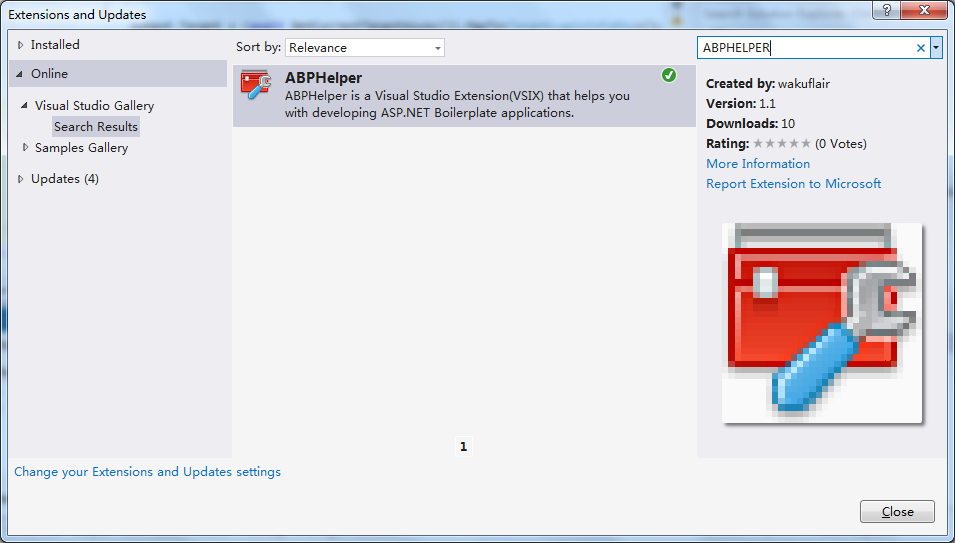 Extensions and Updates
?
Installed
Online
Visual Studio Gallery
Search Results
Samples Gallery
Updates (4)
Sort by: Relevance
ABPHelper
ABPHelper is a Visual Studio Extension(VSIX) that helps you
with developing ASP.NET Boilerplate applications.
1
ABPHELPER
Created by: wakuflair
Version: 1.1
Downloads: 10
Rating: (0 Votes)
More Information
Report Extension to Microsoft
Change your Extensions and Updates settings
Close